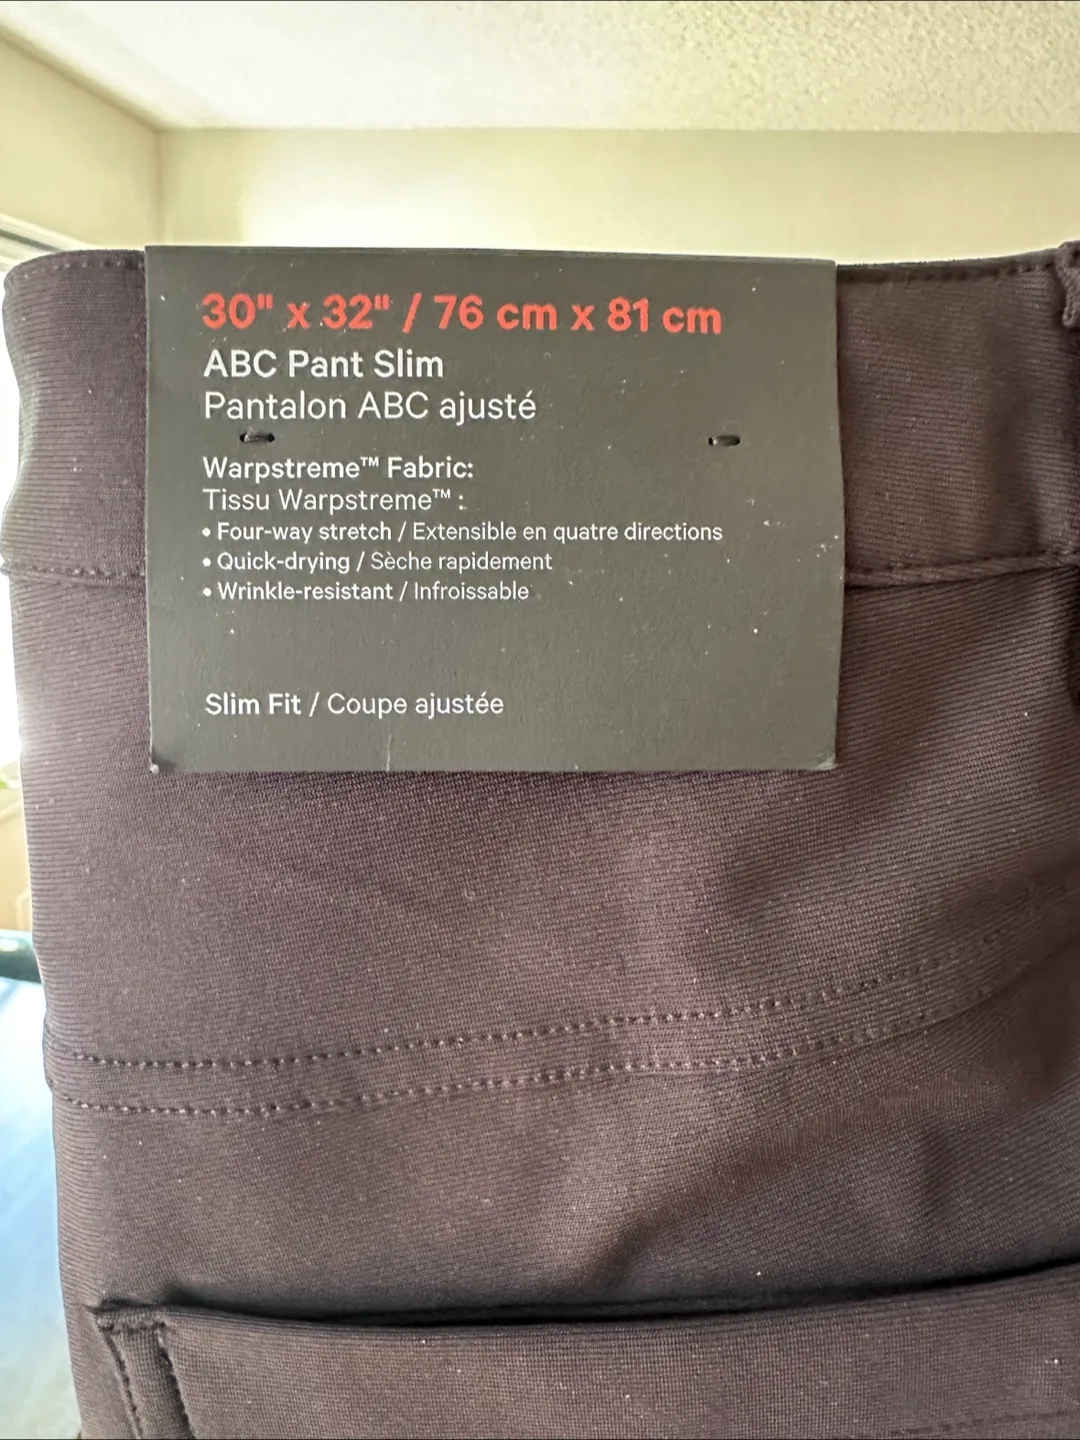 30" x 32" / 76 cm x 81 cm
ABC Pant Slim
Pantalon ABC ajusté
Warpstreme™ Fabric:
Tissu Warpstreme™ :
• Four-way stretch / Extensible en quatre directions
• Quick-drying / Sèche rapidement
• Wrinkle-resistant / Infroissable
Slim Fit / Coupe ajustée